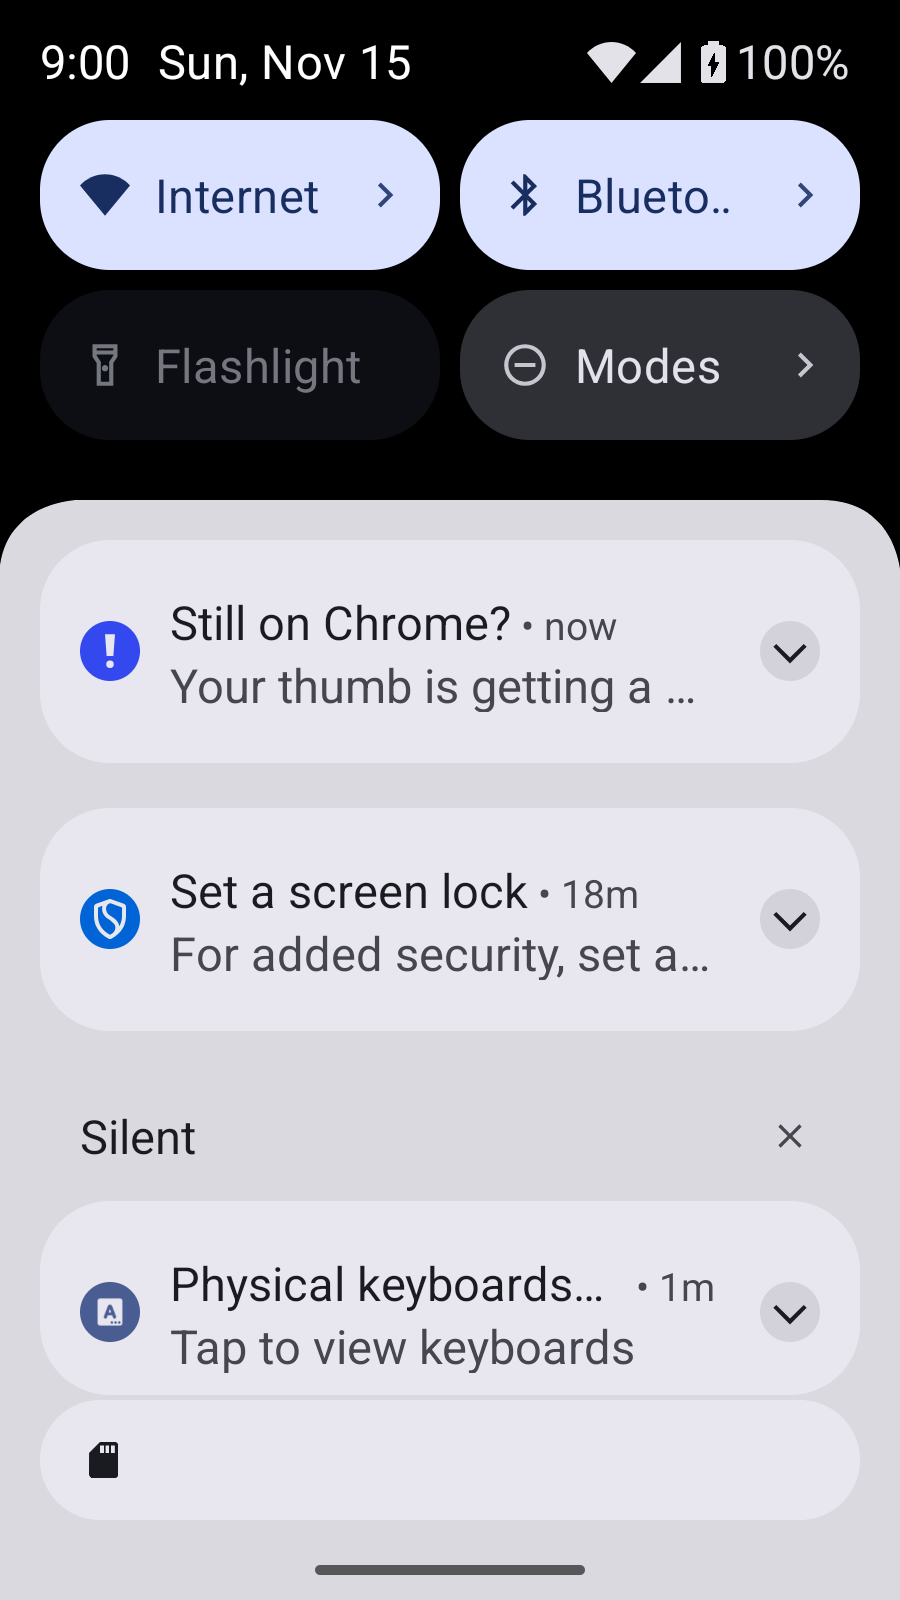 9:00 Sun, Nov 15 100%
Internet
Blueto..
Flashlight
Modes
Still on Chrome? • now
Your thumb is getting a …
Set a screen lock • 18m
For added security, set a…
Silent
Physical keyboards… • 1m
Tap to view keyboards